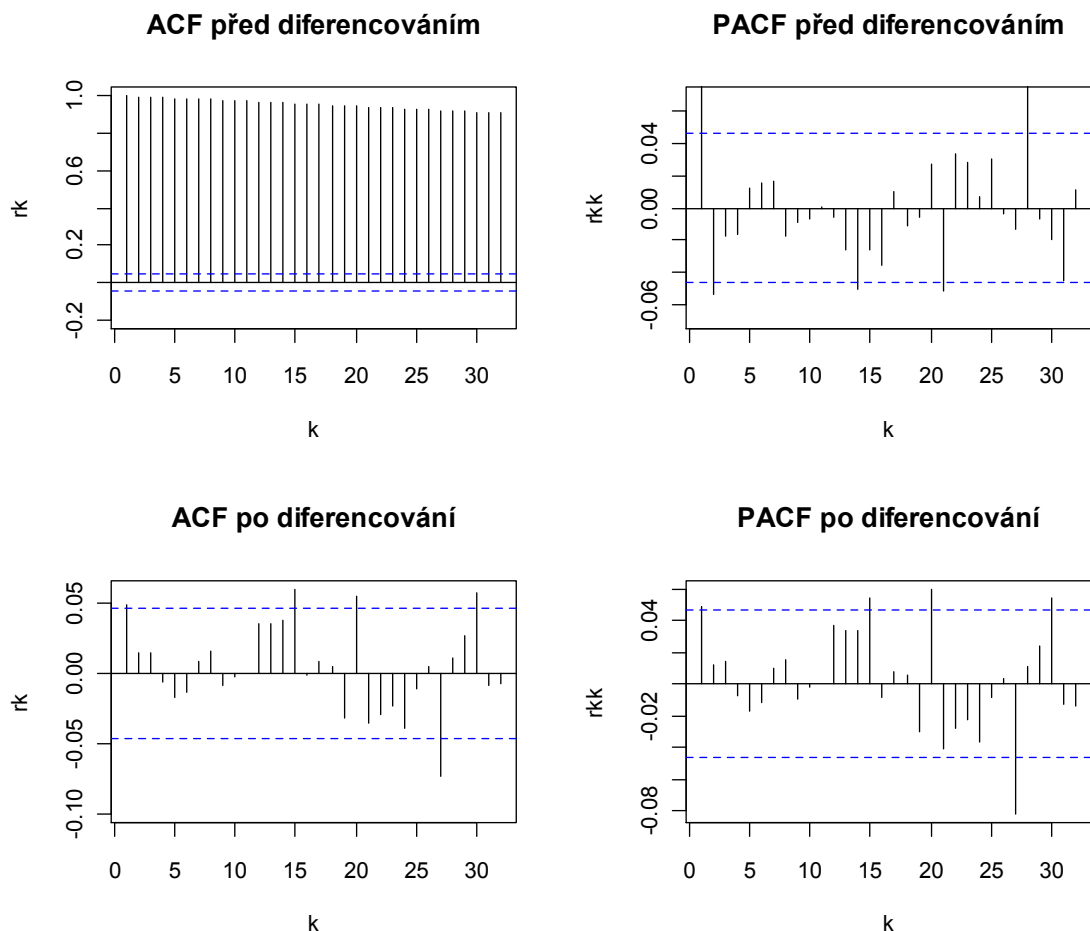 ACF před diferencováním
rk
1.0
0.6
0.2
-0.2
0 5 10 15 20 25 30
k
PACF před diferencováním
rkk
0.04
0.00
-0.06
0 5 10 15 20 25 30
k
ACF po diferencování
rk
0.05
0.00
-0.05
-0.10
0 5 10 15 20 25 30
k
PACF po diferencování
rkk
0.04
-0.02
-0.08
0 5 10 15 20 25 30
k